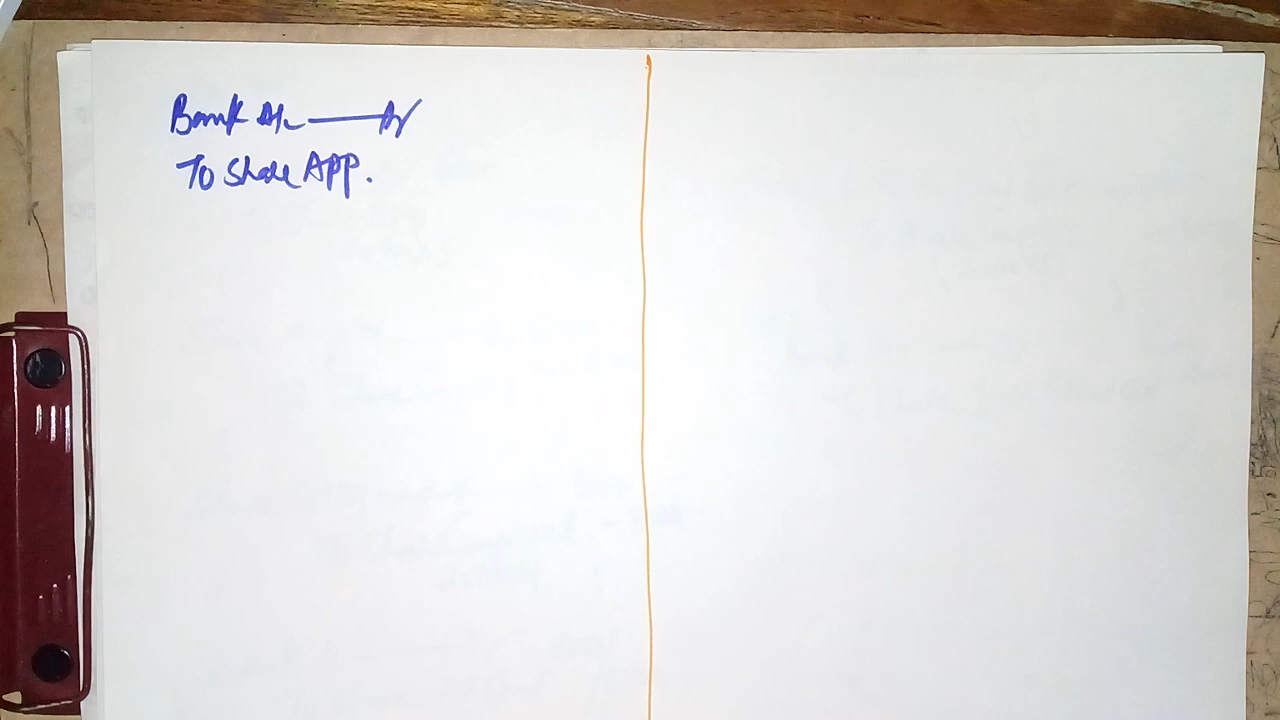 Bank A/c —— Dr
To Share APP.